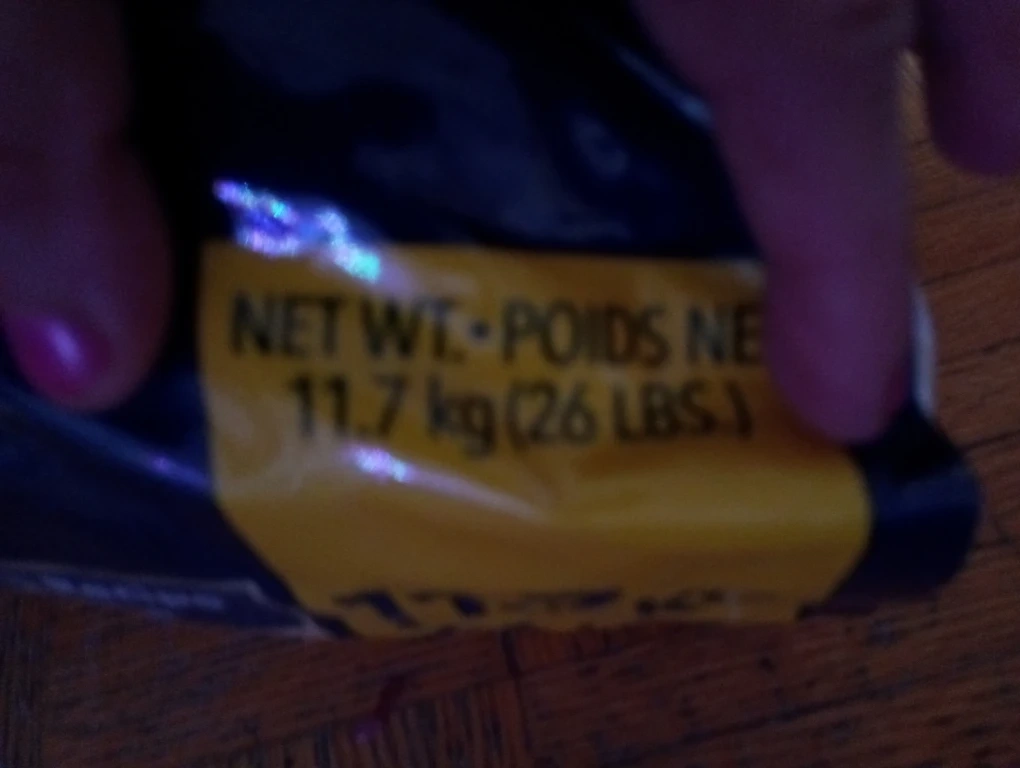 NET WT. • POIDS NE
11.7 kg (26 LBS.)